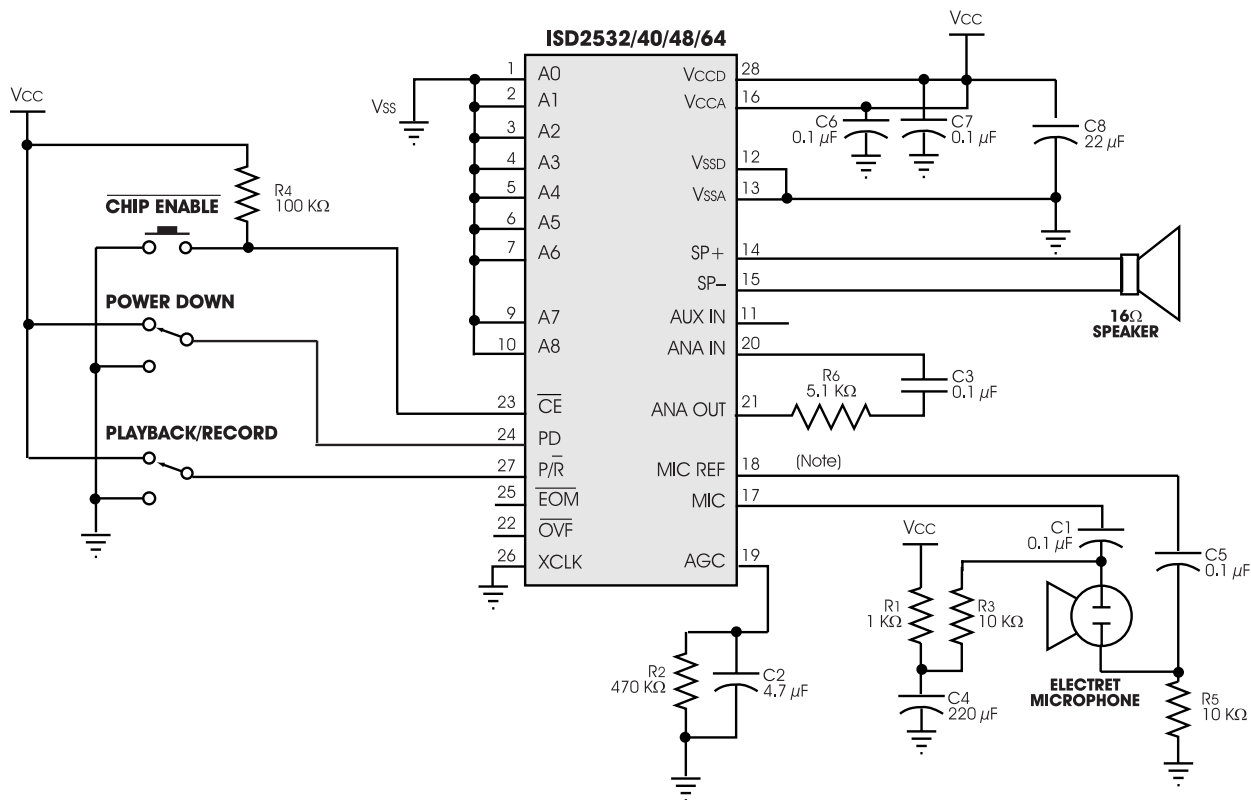 ISD2532/40/48/64
VCC
VCC
VSS
1 A0
2 A1
3 A2
4 A3
5 A4
6 A5
7 A6
9 A7
10 A8
23 CE
24 PD
27 P/R
25 EOM
22 OVF
26 XCLK
VCCD 28
VCCA 16
VSSD 12
VSSA 13
SP+ 14
SP– 15
AUX IN 11
ANA IN 20
ANA OUT 21
MIC REF 18
MIC 17
AGC 19
R4
100 KΩ
CHIP ENABLE
POWER DOWN
PLAYBACK/RECORD
C6
0.1 µF
C7
0.1 µF
C8
22 µF
16Ω
SPEAKER
R6
5.1 KΩ
C3
0.1 µF
(Note)
VCC
C1
0.1 µF
C5
0.1 µF
R1
1 KΩ
R3
10 KΩ
R2
470 KΩ
C2
4.7 µF
C4
220 µF
ELECTRET
MICROPHONE
R5
10 KΩ